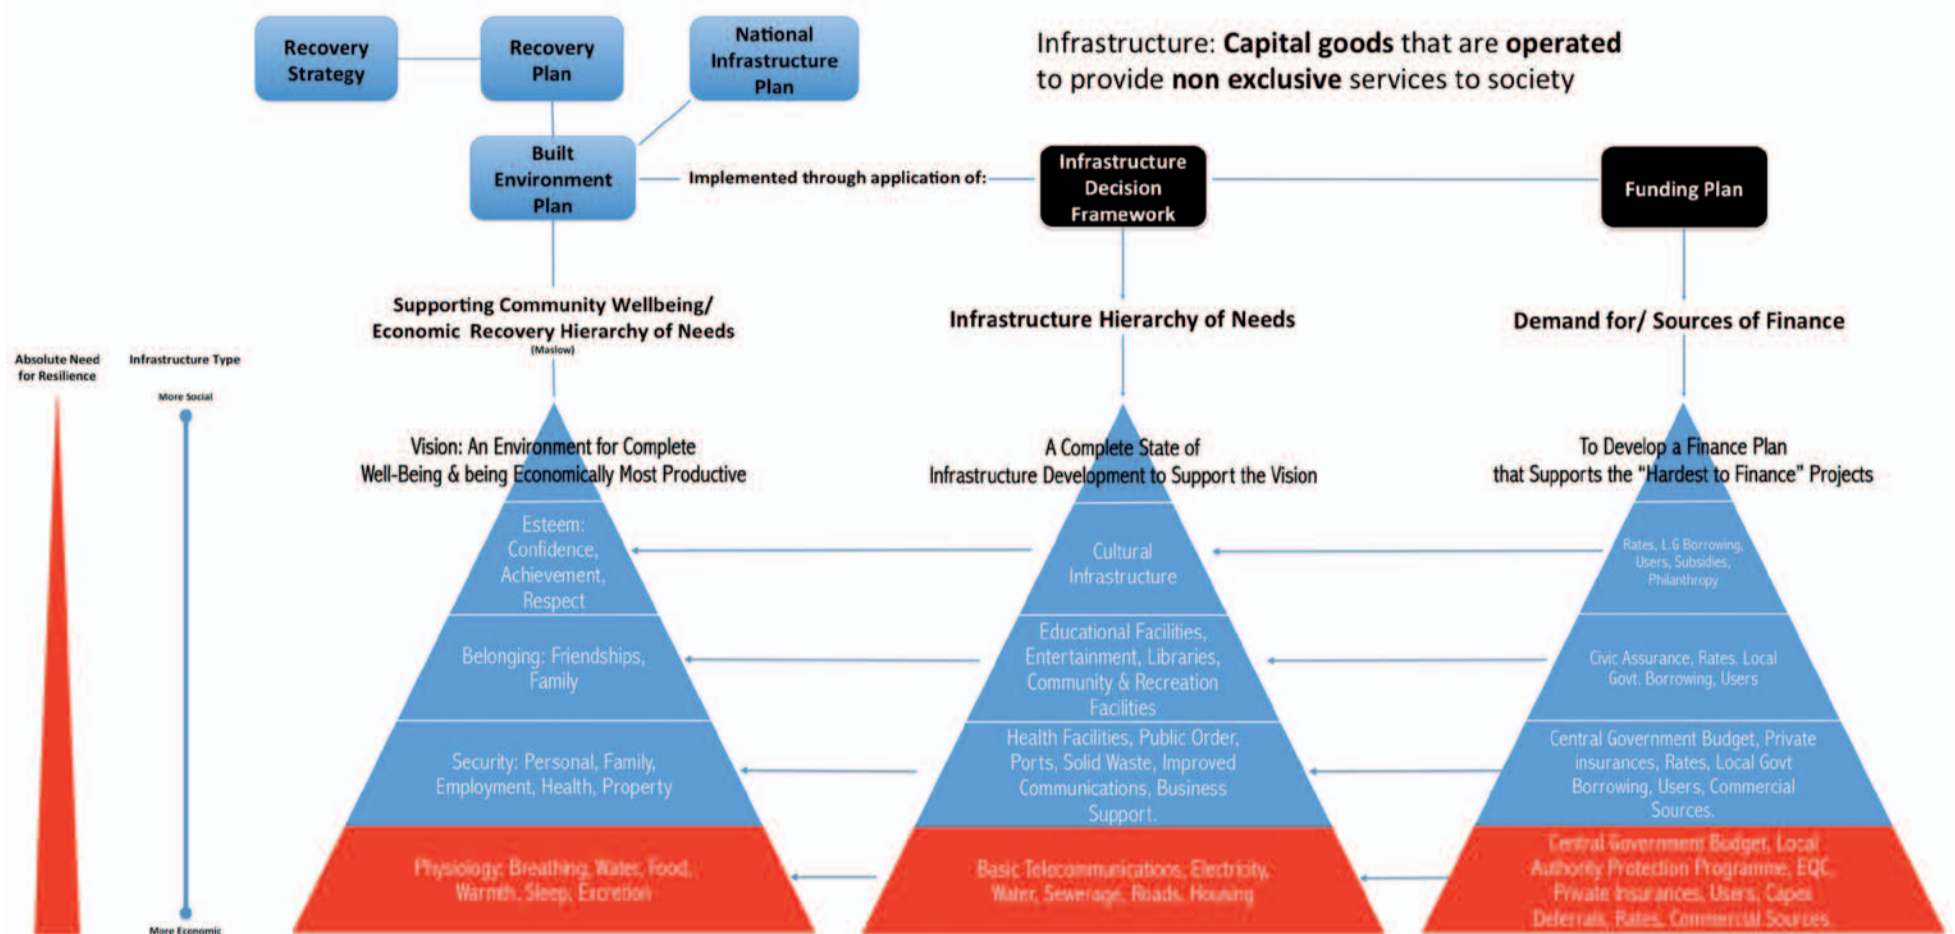 Recovery
Strategy
Recovery
Plan
National
Infrastructure
Plan
Infrastructure: Capital goods that are operated
to provide non exclusive services to society
Built
Environment
Plan
Implemented through application of:
Infrastructure
Decision
Framework
Funding Plan
Supporting Community Wellbeing/
Economic Recovery Hierarchy of Needs
(Maslow)
Infrastructure Hierarchy of Needs
Demand for/ Sources of Finance
Absolute Need
for Resilience
Infrastructure Type
More Social
More Economic
Vision: An Environment for Complete
Well-Being & being Economically Most Productive
Esteem:
Confidence,
Achievement,
Respect
Belonging: Friendships,
Family
Security: Personal, Family,
Employment, Health, Property
Physiology: Breathing, Water, Food,
Warmth, Sleep, Excretion
A Complete State of
Infrastructure Development to Support the Vision
Cultural
Infrastructure
Educational Facilities,
Entertainment, Libraries,
Community & Recreation
Facilities
Health Facilities, Public Order,
Ports, Solid Waste, Improved
Communications, Business
Support.
Basic Telecommunications, Electricity,
Water, Sewerage, Roads, Housing
To Develop a Finance Plan
that Supports the “Hardest to Finance” Projects
Rates, L.G Borrowing,
Users, Subsidies,
Philanthropy
Civic Assurance, Rates, Local
Govt. Borrowing, Users
Central Government Budget, Private
insurances, Rates, Local Govt
Borrowing, Users, Commercial
Sources.
Central Government Budget, Local
Authority Protection Programme, EQC,
Private Insurances, Users, Capex
Deferrals, Rates, Commercial Sources